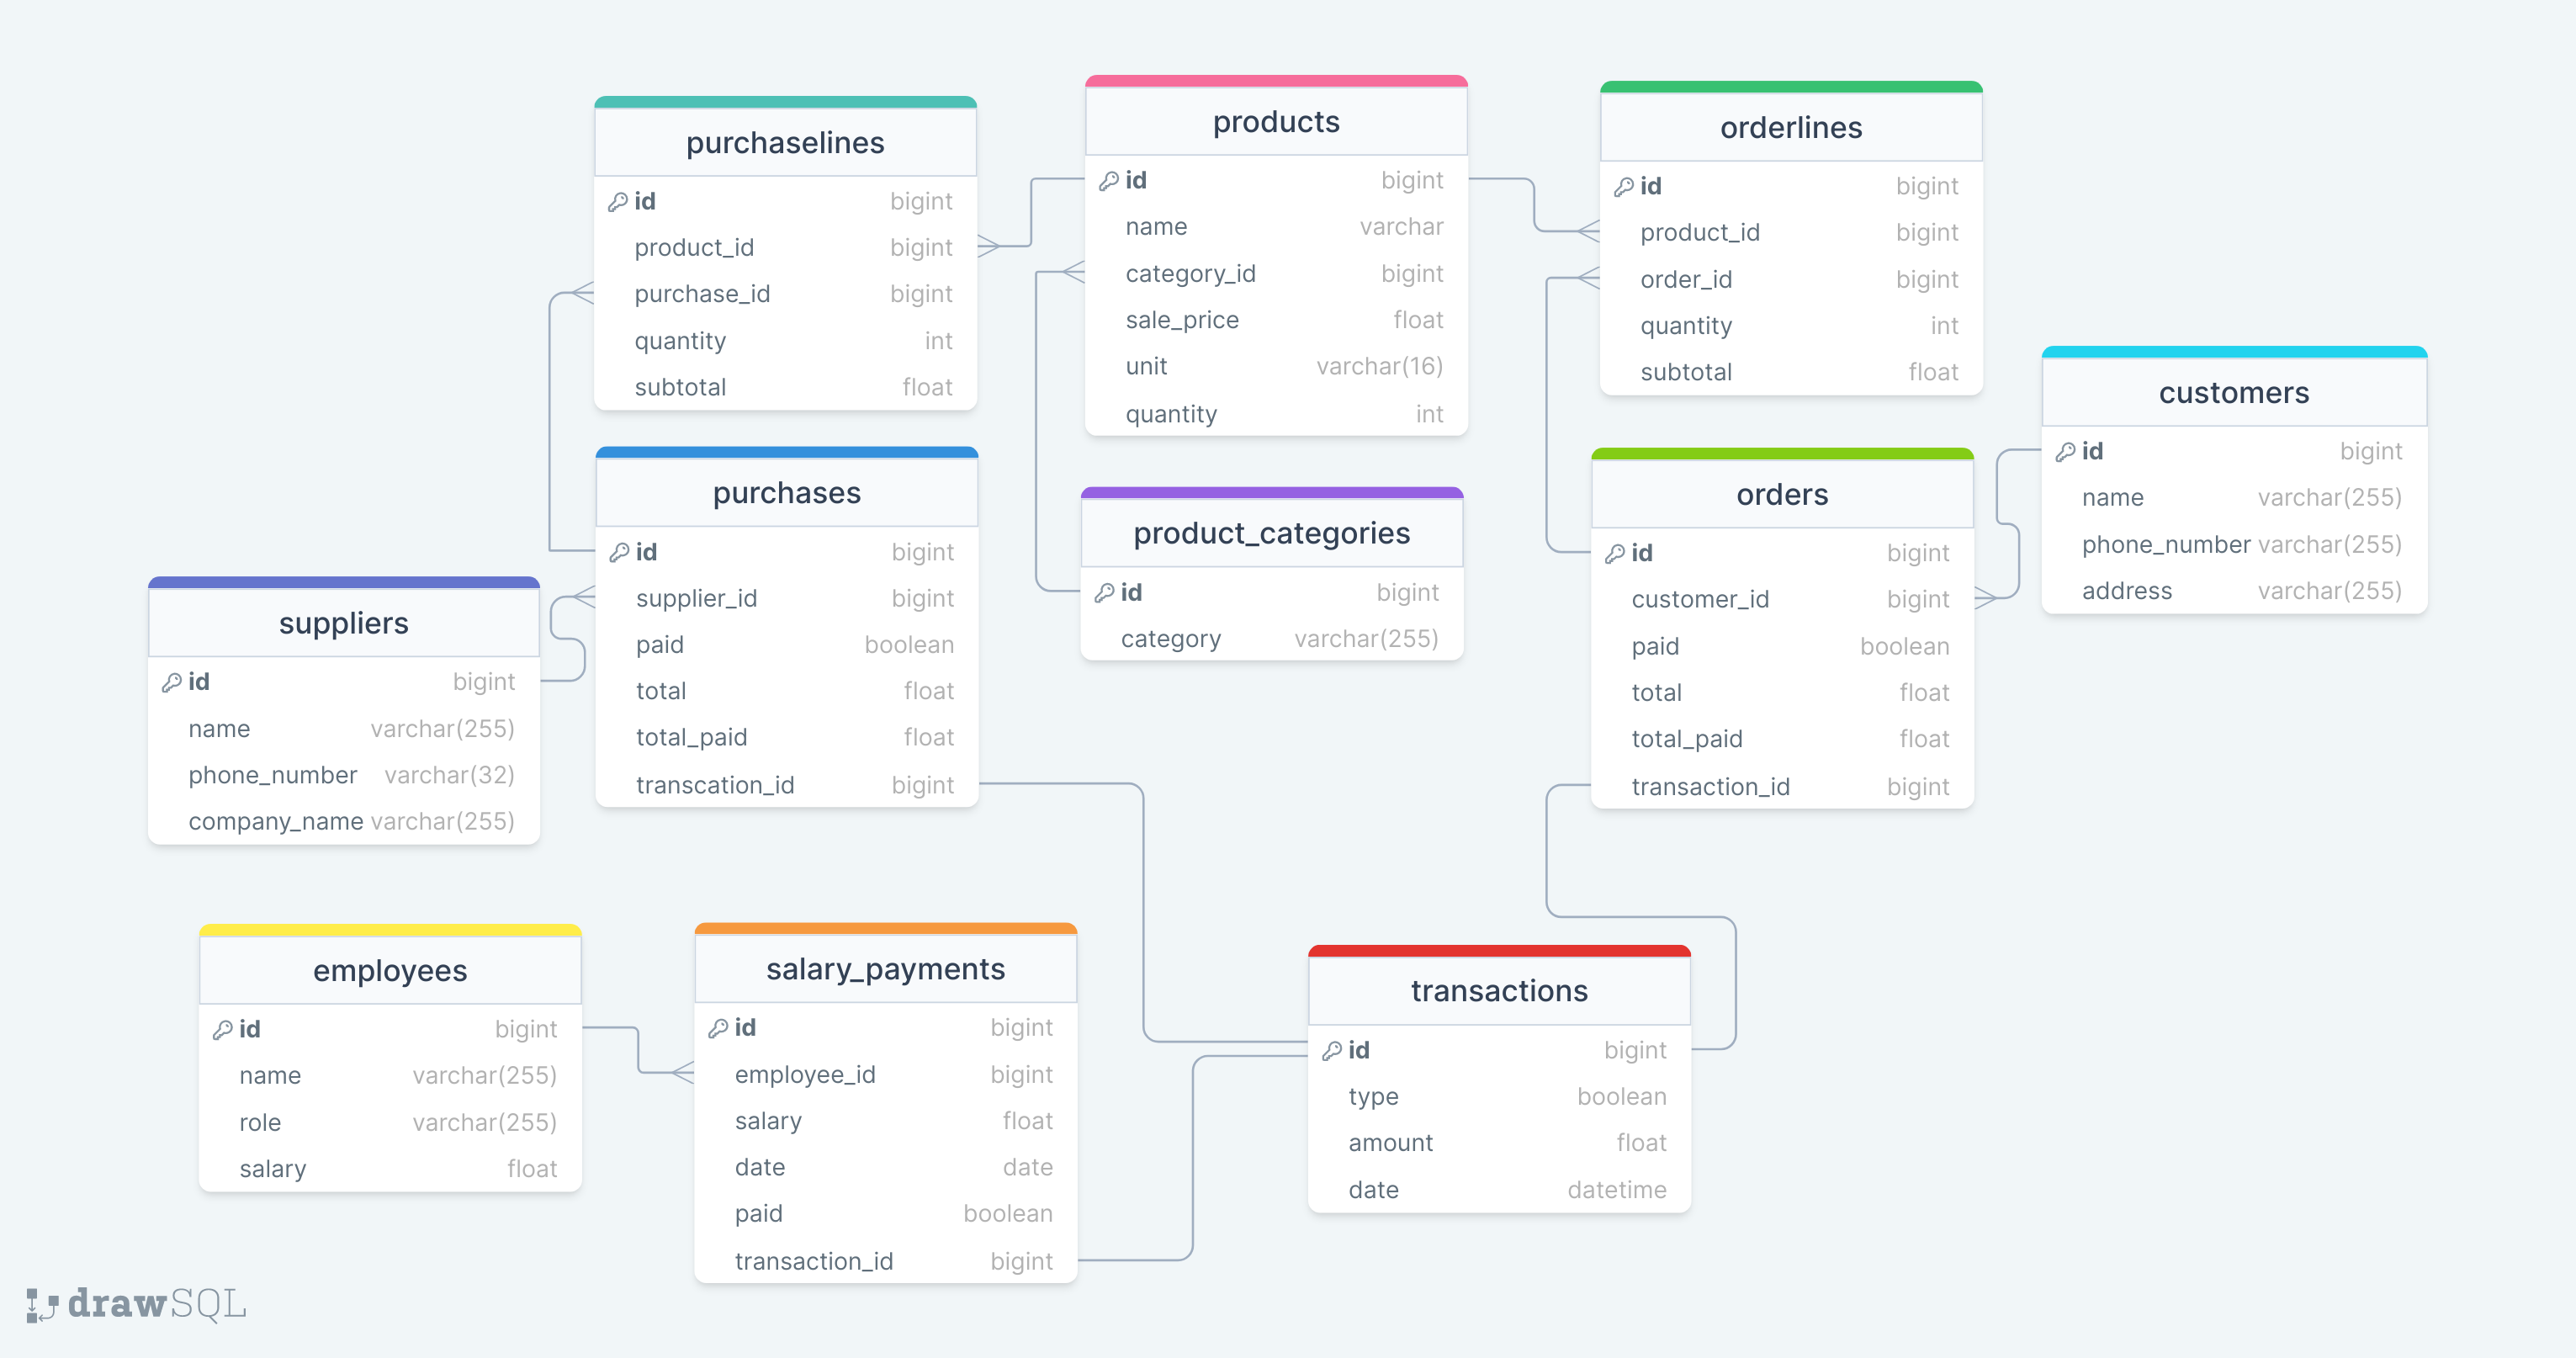 purchaselines
id bigint
product_id bigint
purchase_id bigint
quantity int
subtotal float
products
id bigint
name varchar
category_id bigint
sale_price float
unit varchar(16)
quantity int
orderlines
id bigint
product_id bigint
order_id bigint
quantity int
subtotal float
customers
id bigint
name varchar(255)
phone_number varchar(255)
address varchar(255)
purchases
id bigint
supplier_id bigint
paid boolean
total float
total_paid float
transcation_id bigint
product_categories
id bigint
category varchar(255)
orders
id bigint
customer_id bigint
paid boolean
total float
total_paid float
transaction_id bigint
suppliers
id bigint
name varchar(255)
phone_number varchar(32)
company_name varchar(255)
employees
id bigint
name varchar(255)
role varchar(255)
salary float
salary_payments
id bigint
employee_id bigint
salary float
date date
paid boolean
transaction_id bigint
transactions
id bigint
type boolean
amount float
date datetime
drawSQL